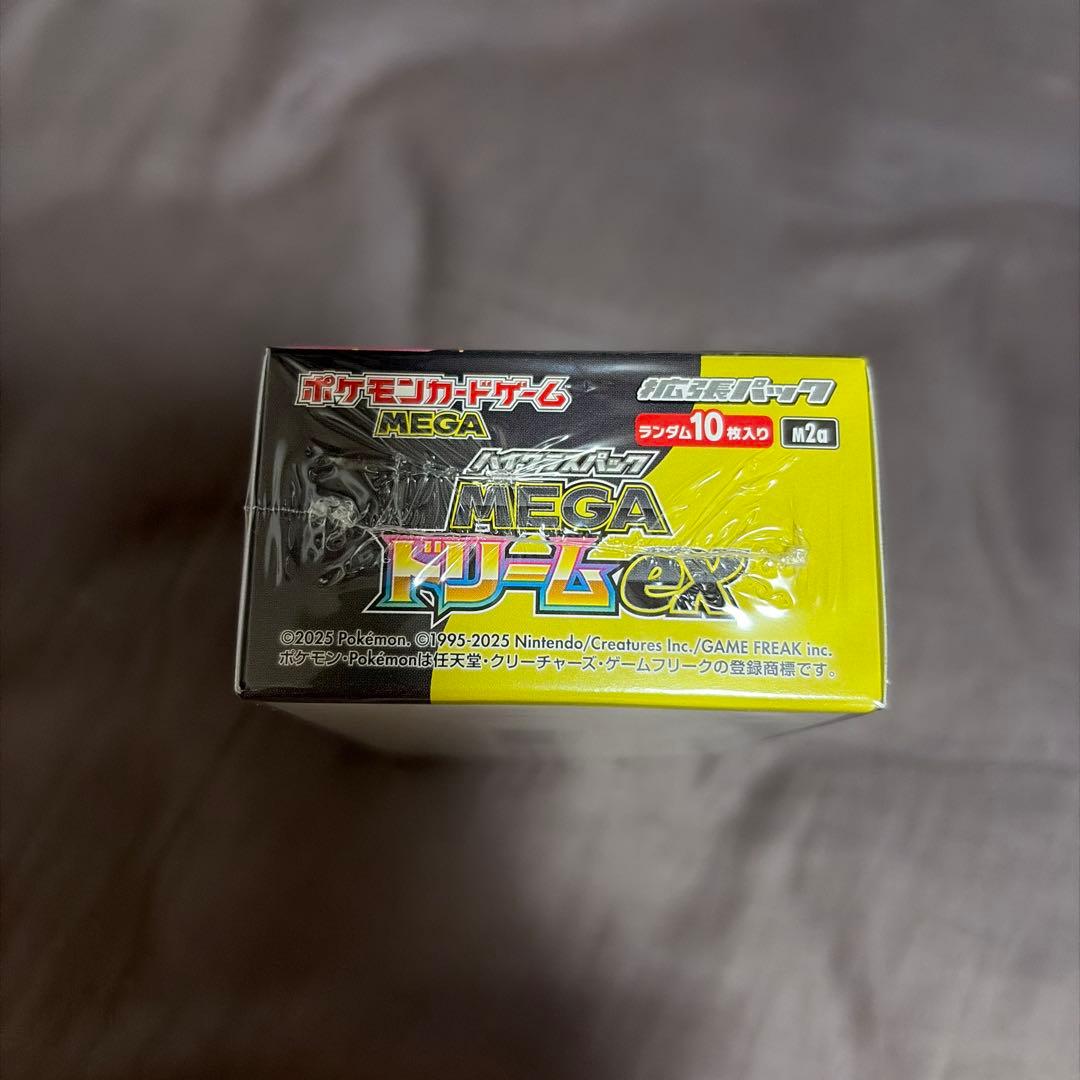 ポケモンカードゲーム
MEGA
拡張パック
ランダム10枚入り
M2a
ハイクラスパック
MEGA
ドリームex
©2025 Pokémon. ©1995-2025 Nintendo/Creatures Inc./GAME FREAK inc.
ポケモン・Pokémonは任天堂・クリーチャーズ・ゲームフリークの登録商標です。